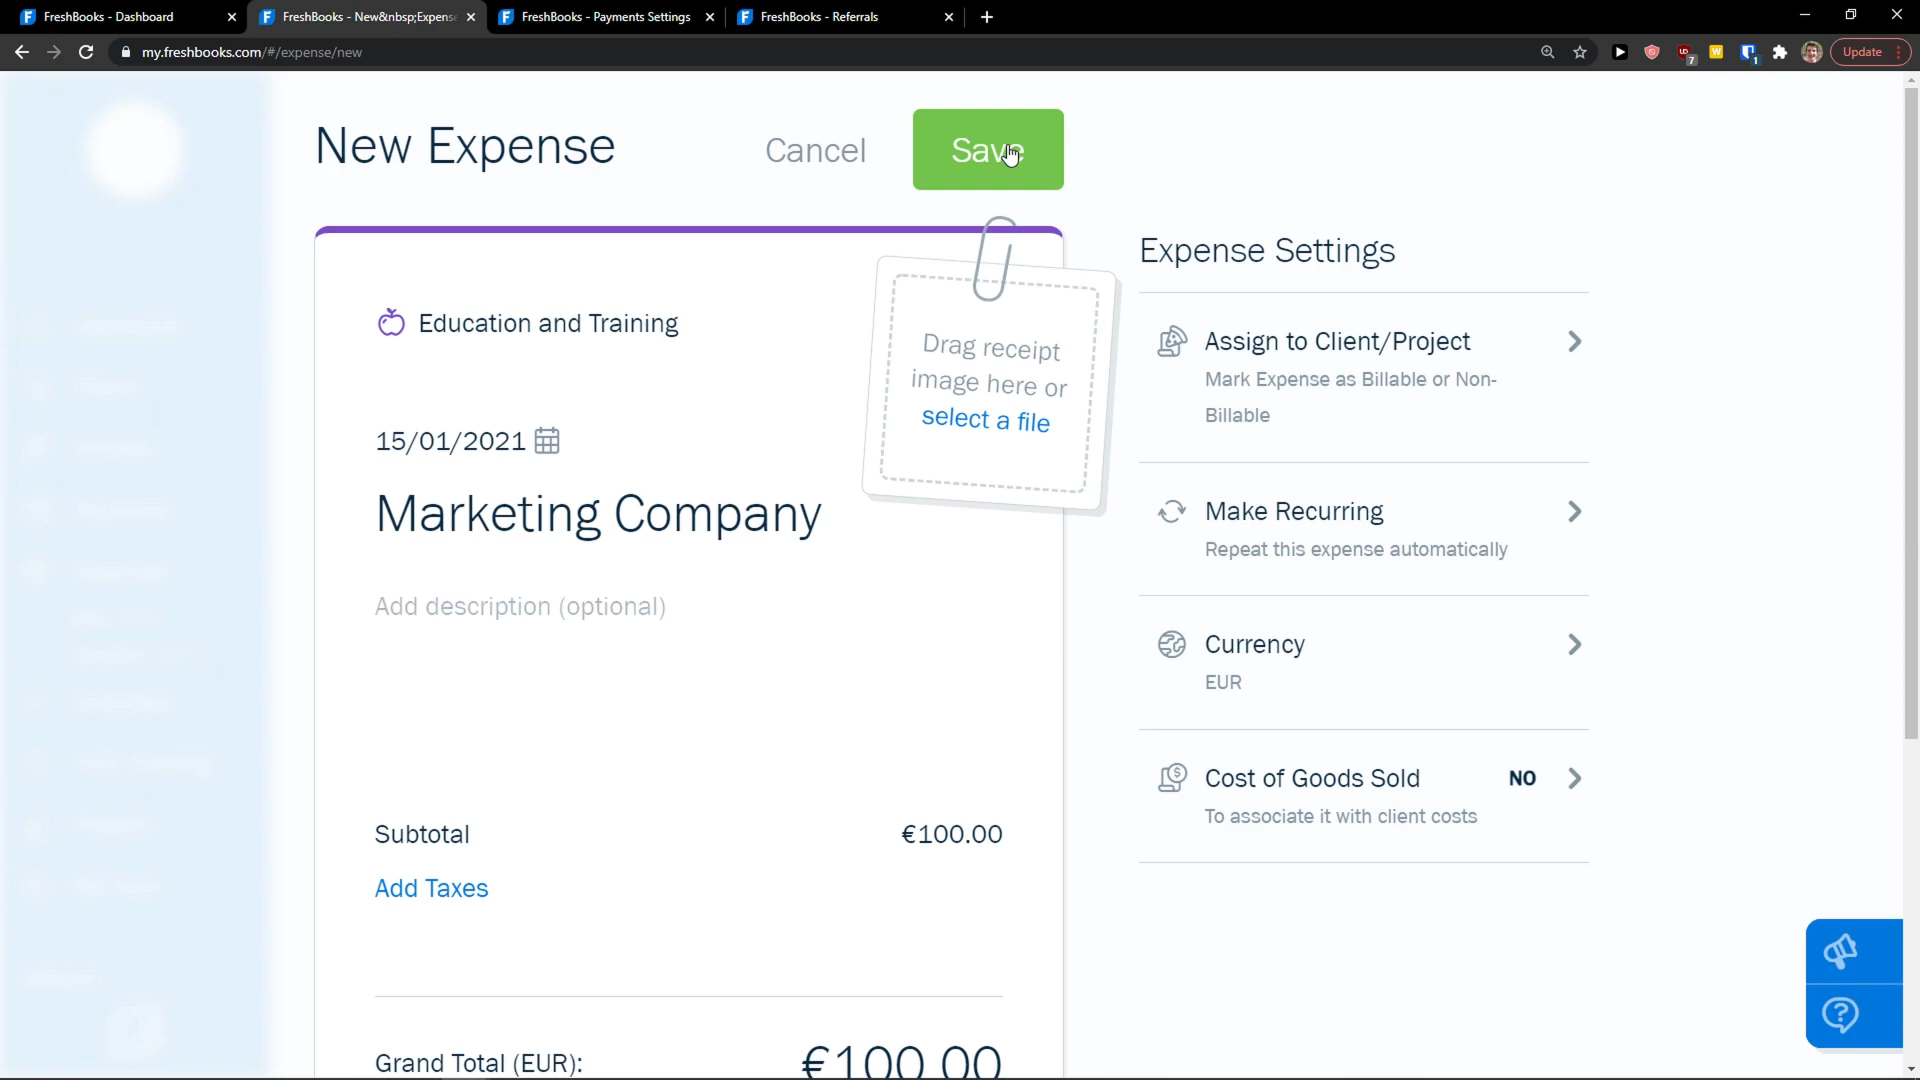 FreshBooks - Dashboard
FreshBooks - New&nbsp;Expens
FreshBooks - Payments Settings
FreshBooks - Referrals
my.freshbooks.com/#/expense/new
7
W
1
Update
New Expense
Cancel
Save
Expense Settings
Education and Training
Drag receipt
image here or
select a file
Assign to Client/Project
Mark Expense as Billable or Non-
Billable
15/01/2021
Marketing Company
Make Recurring
Repeat this expense automatically
Add description (optional)
Currency
EUR
Cost of Goods Sold
NO
To associate it with client costs
Subtotal
€100.00
Add Taxes
Grand Total (EUR):
€100.00